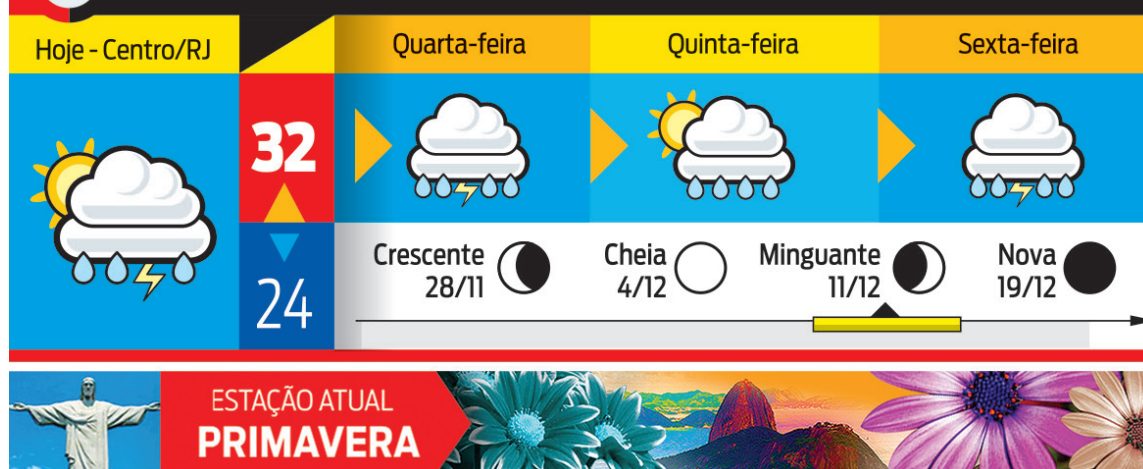 Hoje - Centro/RJ
Quarta-feira
Quinta-feira
Sexta-feira
32
24
Crescente
28/11
Cheia
4/12
Minguante
11/12
Nova
19/12
ESTAÇÃO ATUAL
PRIMAVERA